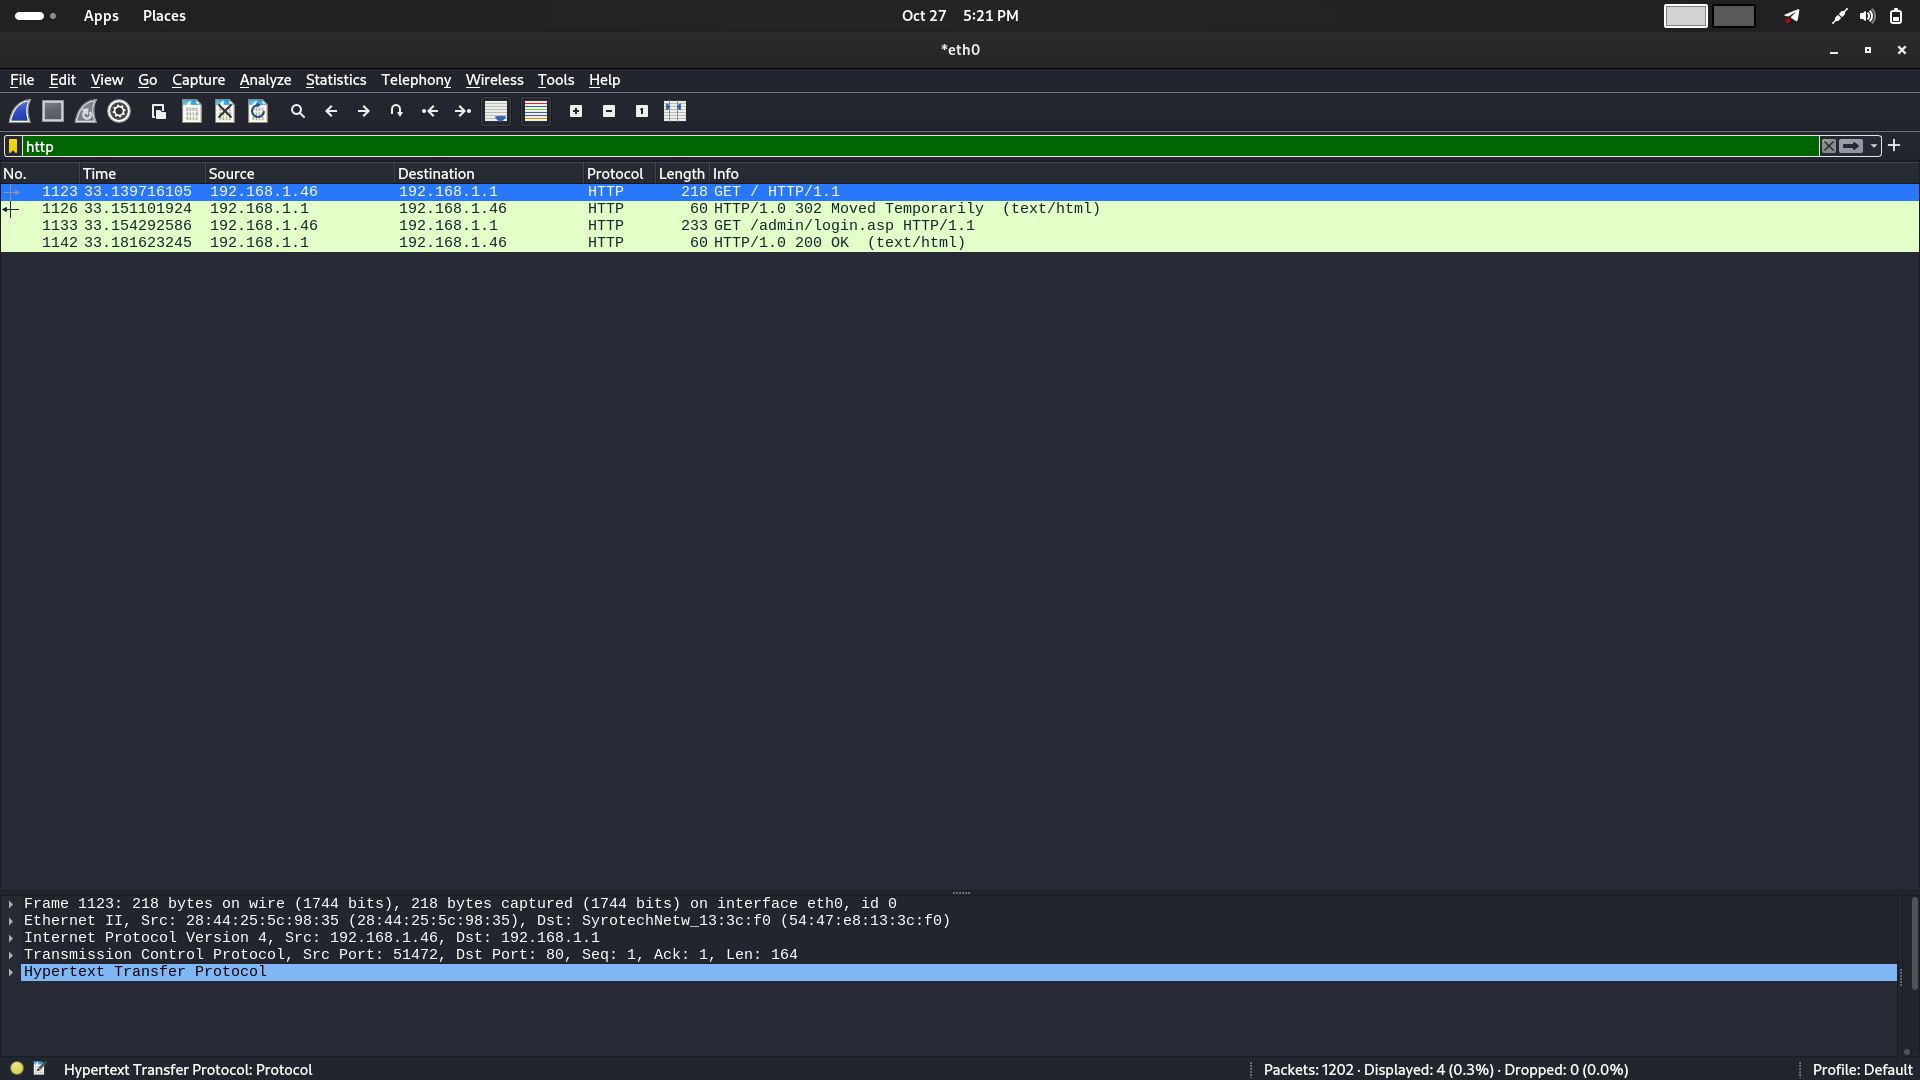 Apps Places Oct 27 5:21 PM
*eth0
File Edit View Go Capture Analyze Statistics Telephony Wireless Tools Help
http
No. Time Source Destination Protocol Length Info
1123 33.139716105 192.168.1.46 192.168.1.1 HTTP 218 GET / HTTP/1.1
1126 33.151101924 192.168.1.1 192.168.1.46 HTTP 60 HTTP/1.0 302 Moved Temporarily (text/html)
1133 33.154292586 192.168.1.46 192.168.1.1 HTTP 233 GET /admin/login.asp HTTP/1.1
1142 33.181623245 192.168.1.1 192.168.1.46 HTTP 60 HTTP/1.0 200 OK (text/html)
Frame 1123: 218 bytes on wire (1744 bits), 218 bytes captured (1744 bits) on interface eth0, id 0
Ethernet II, Src: 28:44:25:5c:98:35 (28:44:25:5c:98:35), Dst: SyrotechNetw_13:3c:f0 (54:47:e8:13:3c:f0)
Internet Protocol Version 4, Src: 192.168.1.46, Dst: 192.168.1.1
Transmission Control Protocol, Src Port: 51472, Dst Port: 80, Seq: 1, Ack: 1, Len: 164
Hypertext Transfer Protocol
Hypertext Transfer Protocol: Protocol Packets: 1202 · Displayed: 4 (0.3%) · Dropped: 0 (0.0%) Profile: Default